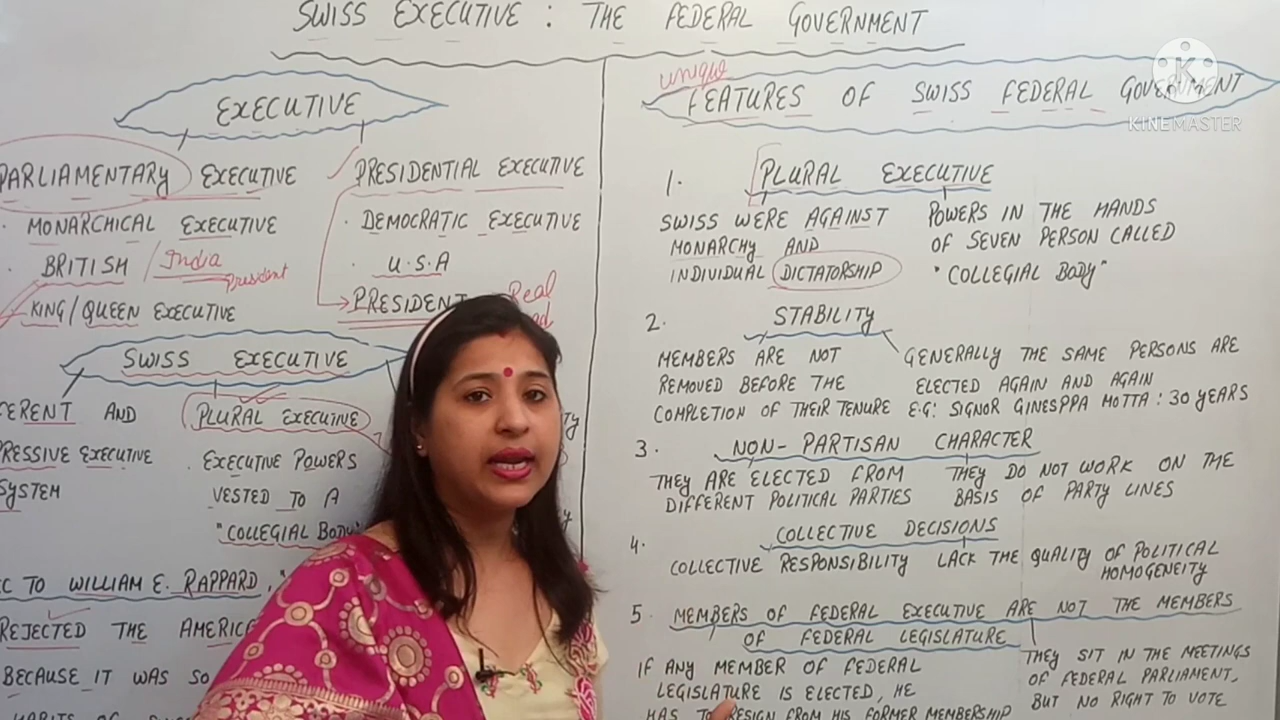 SWISS EXECUTIVE : THE FEDERAL GOVERNMENT
EXECUTIVE
PARLIAMENTARY EXECUTIVE
· MONARCHICAL EXECUTIVE
· BRITISH / India
President
KING/QUEEN EXECUTIVE
PRESIDENTIAL EXECUTIVE
· DEMOCRATIC EXECUTIVE
· U.S.A
PRESIDENT Real
SWISS EXECUTIVE
AND
EXECUTIVE
SYSTEM
PLURAL EXECUTIVE
· EXECUTIVE POWERS
VESTED TO A
"COLLEGIAL BODY"
TO WILLIAM E. RAPPARD,
REJECTED THE
BECAUSE IT WAS
unique
FEATURES OF SWISS FEDERAL GOVERNMENT
KINEMASTER
1. PLURAL EXECUTIVE
SWISS WERE AGAINST
MONARCHY AND
INDIVIDUAL DICTATORSHIP
POWERS IN THE HANDS
OF SEVEN PERSON CALLED
"COLLEGIAL BODY"
2. STABILITY
MEMBERS ARE NOT
REMOVED BEFORE THE
COMPLETION OF THEIR TENURE
GENERALLY THE SAME PERSONS ARE
ELECTED AGAIN AND AGAIN
E.G: SIGNOR GINESPPA MOTTA : 30 YEARS
3. NON-PARTISAN CHARACTER
THEY ARE ELECTED FROM
DIFFERENT POLITICAL PARTIES
THEY DO NOT WORK ON THE
BASIS OF PARTY LINES
4. COLLECTIVE DECISIONS
COLLECTIVE RESPONSIBILITY
LACK THE QUALITY OF POLITICAL
HOMOGENEITY
5. MEMBERS OF FEDERAL EXECUTIVE ARE NOT THE MEMBERS
OF FEDERAL LEGISLATURE
IF ANY MEMBER OF FEDERAL
LEGISLATURE IS ELECTED, HE
HAS TO RESIGN FROM HIS FORMER MEMBERSHIP
THEY SIT IN THE MEETINGS
OF FEDERAL PARLIAMENT,
BUT NO RIGHT TO VOTE